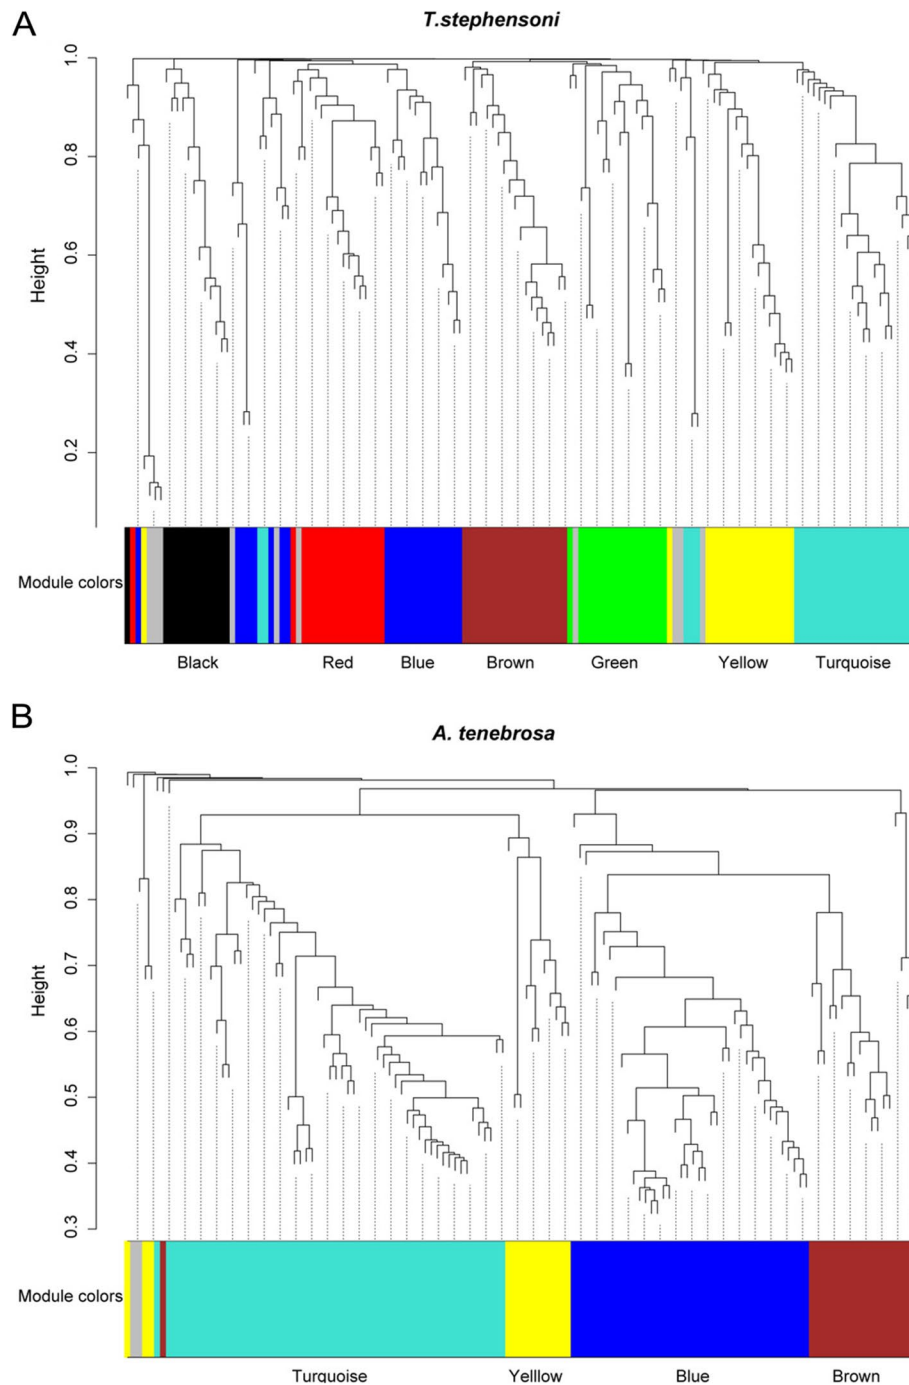 A
T.stephensoni
1.0
0.8
0.6
0.4
0.2
Height
Module colors
Black Red Blue Brown Green Yellow Turquoise
B
A. tenebrosa
1.0
0.9
0.8
0.7
0.6
0.5
0.4
0.3
Height
Module colors
Turquoise Yelllow Blue Brown